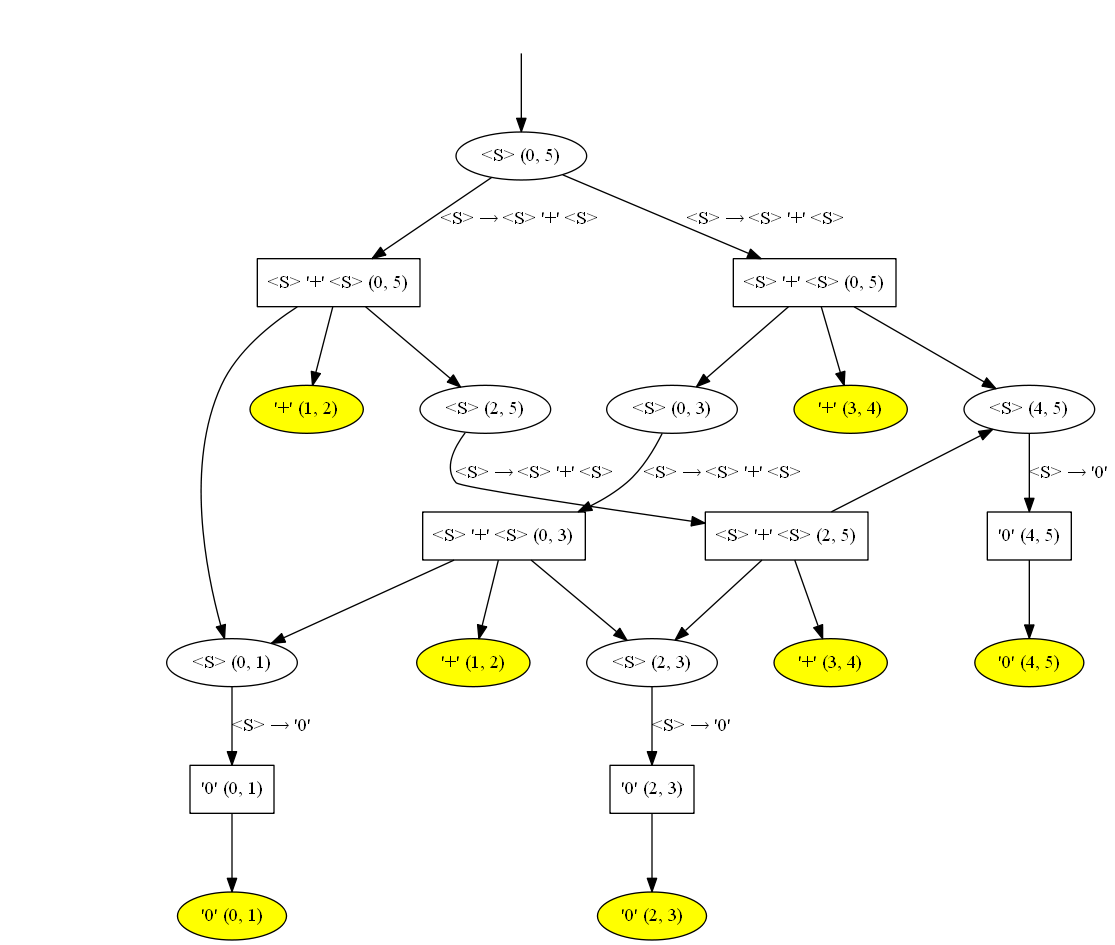 <S> (0, 5)
<S> → <S> '+' <S>
<S> → <S> '+' <S>
<S> '+' <S> (0, 5)
<S> '+' <S> (0, 5)
'+' (1, 2)
<S> (2, 5)
<S> (0, 3)
'+' (3, 4)
<S> (4, 5)
<S> → <S> '+' <S>
<S> → <S> '+' <S>
<S> → '0'
<S> '+' <S> (0, 3)
<S> '+' <S> (2, 5)
'0' (4, 5)
<S> (0, 1)
'+' (1, 2)
<S> (2, 3)
'+' (3, 4)
'0' (4, 5)
<S> → '0'
<S> → '0'
'0' (0, 1)
'0' (2, 3)
'0' (0, 1)
'0' (2, 3)